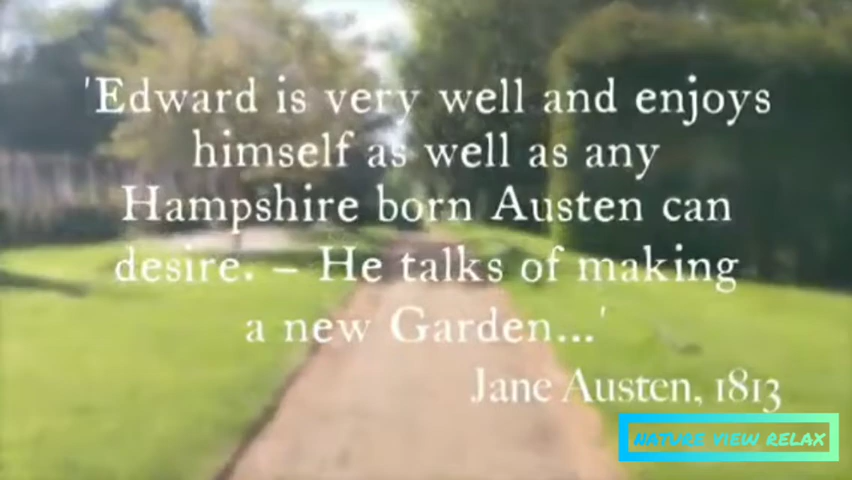 'Edward is very well and enjoys
himself as well as any
Hampshire born Austen can
desire. – He talks of making
a new Garden...'
Jane Austen, 1813
NATURE VIEW RELAX